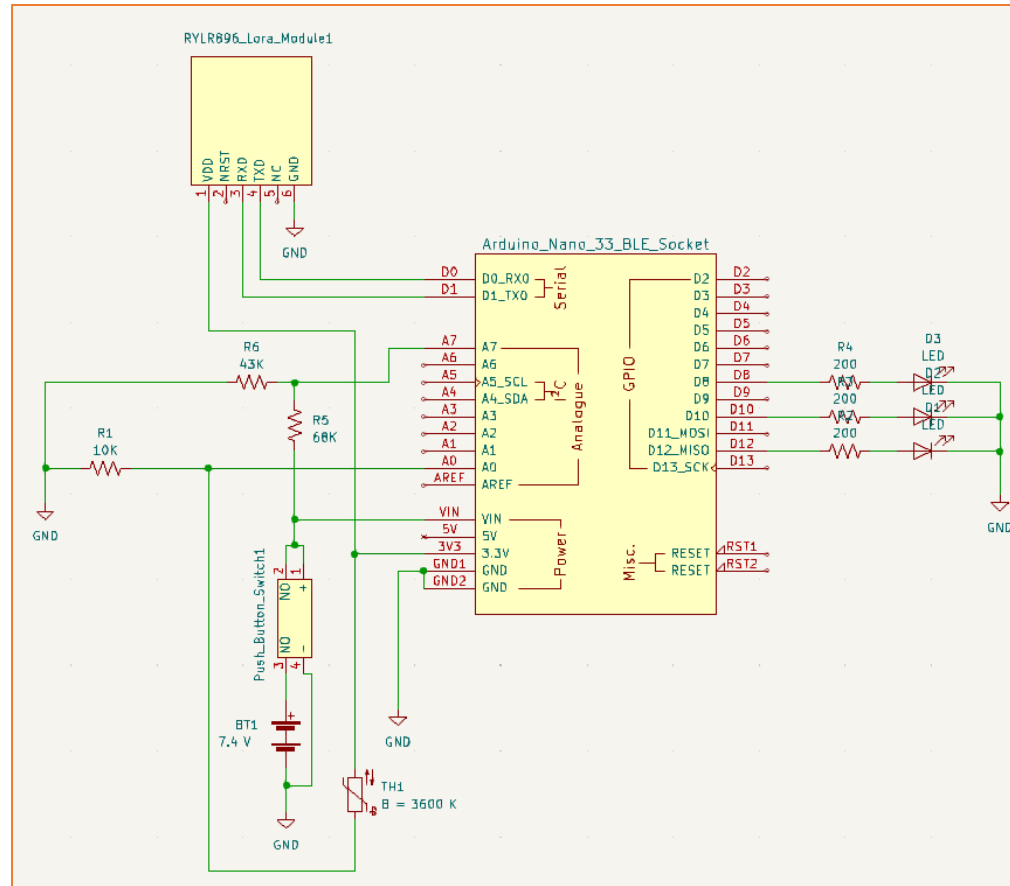 RYLR896_Lora_Module1
VDD
NRST
RXD
TXD
NC
GND
1
2
3
4
5
6
GND
Arduino_Nano_33_BLE_Socket
D0
D0_RX0
D1
D1_TX0
Serial
A7
A7
A6
A6
A5
A5_SCL
A4
A4_SDA
I²C
A3
A3
A2
A2
A1
A1
A0
A0
AREF
AREF
Analogue
VIN
VIN
5V
5V
3V3
3.3V
GND1
GND
GND2
GND
Power
D2
D2
D3
D3
D4
D4
D5
D5
D6
D6
D7
D7
D8
D8
D9
D9
D10
D10
D11_MOSI
D11
D12_MISO
D12
D13_SCK
D13
GPIO
RESET
RST1
RESET
RST2
Misc.
R6
43K
R5
68K
R1
10K
GND
R4
200
R3
200
R2
200
D3
LED
D2
LED
D1
LED
GND
Push_Button_Switch1
2
1
NO
+
NO
-
3
4
+
BT1
7.4 V
GND
GND
TH1
B = 3600 K